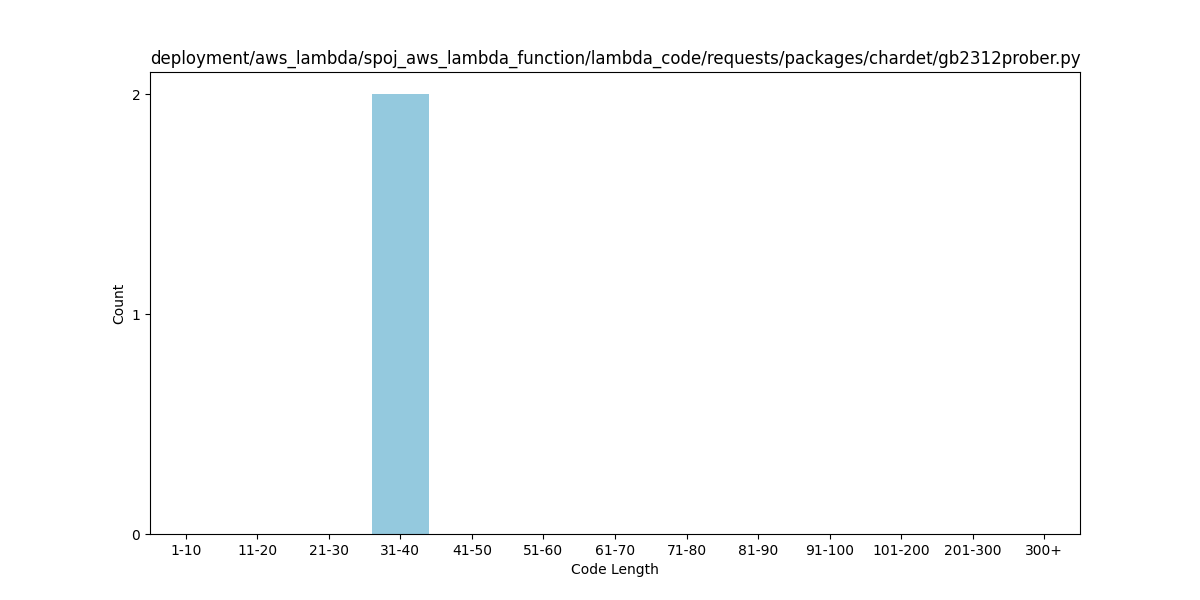 deployment/aws_lambda/spoj_aws_lambda_function/lambda_code/requests/packages/chardet/gb2312prober.py
2
1
0
Count
1-10 11-20 21-30 31-40 41-50 51-60 61-70 71-80 81-90 91-100 101-200 201-300 300+
Code Length